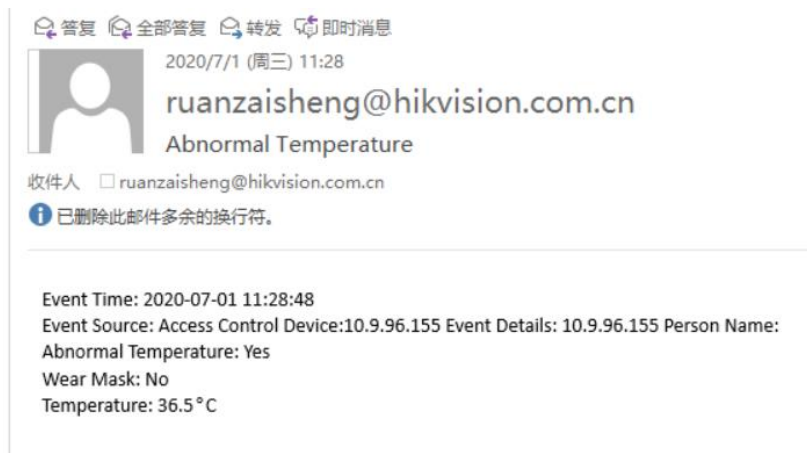 答复 全部答复 转发 即时消息
2020/7/1 (周三) 11:28
ruanzaisheng@hikvision.com.cn
Abnormal Temperature
收件人 ruanzaisheng@hikvision.com.cn
已删除此邮件多余的换行符。
Event Time: 2020-07-01 11:28:48
Event Source: Access Control Device:10.9.96.155 Event Details: 10.9.96.155 Person Name:
Abnormal Temperature: Yes
Wear Mask: No
Temperature: 36.5°C